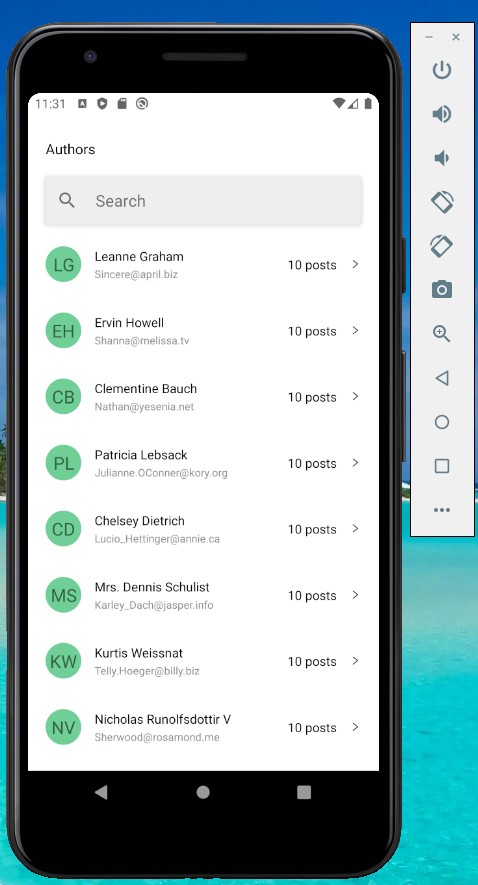 11:31
Authors
Search
LG Leanne Graham 10 posts
Sincere@april.biz
EH Ervin Howell 10 posts
Shanna@melissa.tv
CB Clementine Bauch 10 posts
Nathan@yesenia.net
PL Patricia Lebsack 10 posts
Julianne.OConner@kory.org
CD Chelsey Dietrich 10 posts
Lucio_Hettinger@annie.ca
MS Mrs. Dennis Schulist 10 posts
Karley_Dach@jasper.info
KW Kurtis Weissnat 10 posts
Telly.Hoeger@billy.biz
NV Nicholas Runolfsdottir V 10 posts
Sherwood@rosamond.me